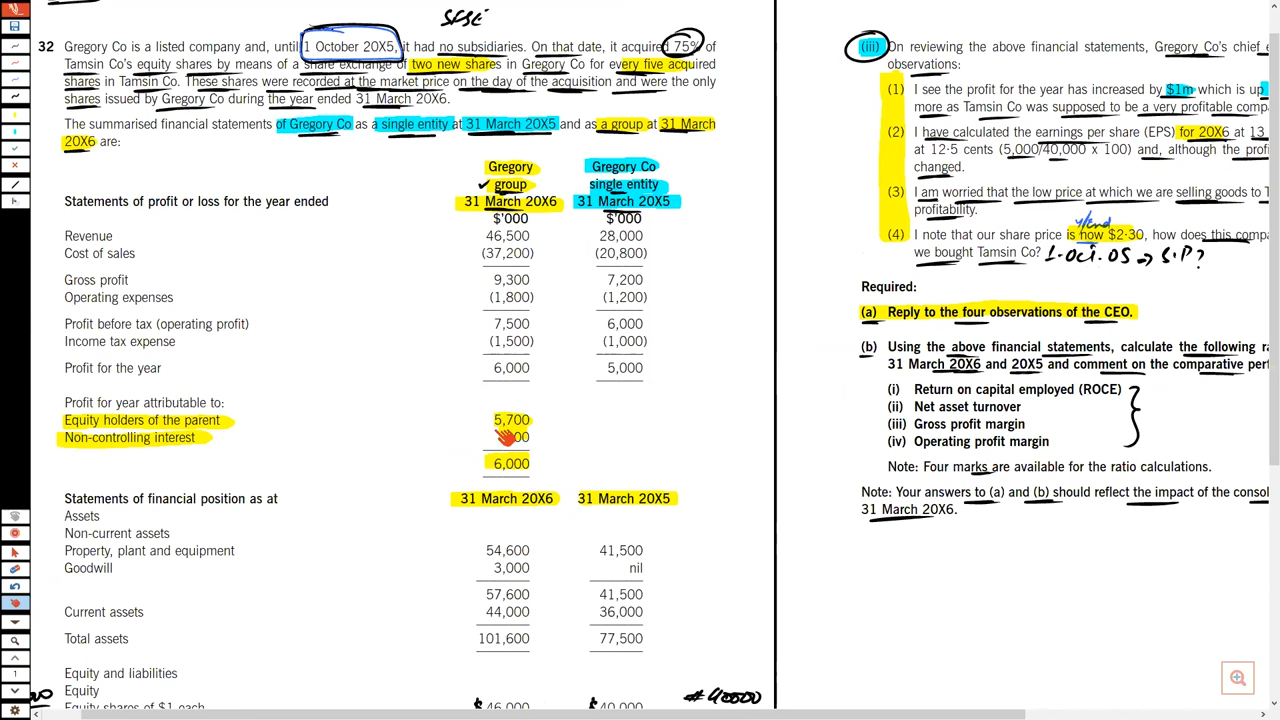 SFSE
32 Gregory Co is a listed company and, until 1 October 20X5, it had no subsidiaries. On that date, it acquired 75% of
Tamsin Co's equity shares by means of a share exchange of two new shares in Gregory Co for every five acquired
shares in Tamsin Co. These shares were recorded at the market price on the day of the acquisition and were the only
shares issued by Gregory Co during the year ended 31 March 20X6.
The summarised financial statements of Gregory Co as a single entity at 31 March 20X5 and as a group at 31 March
20X6 are:
Gregory Gregory Co
group single entity
Statements of profit or loss for the year ended 31 March 20X6 31 March 20X5
$'000 $'000
Revenue 46,500 28,000
Cost of sales (37,200) (20,800)
Gross profit 9,300 7,200
Operating expenses (1,800) (1,200)
Profit before tax (operating profit) 7,500 6,000
Income tax expense (1,500) (1,000)
Profit for the year 6,000 5,000
Profit for year attributable to:
Equity holders of the parent 5,700
Non-controlling interest 00
6,000
Statements of financial position as at 31 March 20X6 31 March 20X5
Assets
Non-current assets
Property, plant and equipment 54,600 41,500
Goodwill 3,000 nil
57,600 41,500
Current assets 44,000 36,000
Total assets 101,600 77,500
Equity and liabilities
Equity
Equity shares of $1 each $46,000 $40,000
#40000
(iii) On reviewing the above financial statements, Gregory Co's chief e
observations:
(1) I see the profit for the year has increased by $1m which is up
more as Tamsin Co was supposed to be a very profitable comp
(2) I have calculated the earnings per share (EPS) for 20X6 at 13
at 12·5 cents (5,000/40,000 x 100) and, although the profi
changed.
(3) I am worried that the low price at which we are selling goods to T
profitability.
y/End
(4) I note that our share price is now $2·30, how does this comp
we bought Tamsin Co? 1-Oct-05 → S.P?
Required:
(a) Reply to the four observations of the CEO.
(b) Using the above financial statements, calculate the following ra
31 March 20X6 and 20X5 and comment on the comparative perf
(i) Return on capital employed (ROCE)
(ii) Net asset turnover
(iii) Gross profit margin
(iv) Operating profit margin
Note: Four marks are available for the ratio calculations.
Note: Your answers to (a) and (b) should reflect the impact of the consol
31 March 20X6.
1